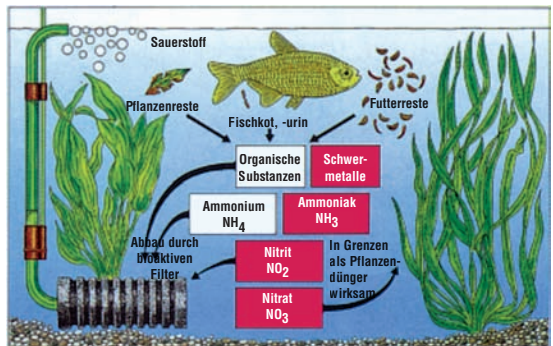 Sauerstoff
Pflanzenreste
Fischkot, -urin
Futterreste
Organische
Substanzen
Schwer-
metalle
Ammonium
NH4
Ammoniak
NH3
Abbau durch
bioaktiven
Filter
Nitrit
NO2
In Grenzen
als Pflanzen-
dünger
wirksam
Nitrat
NO3